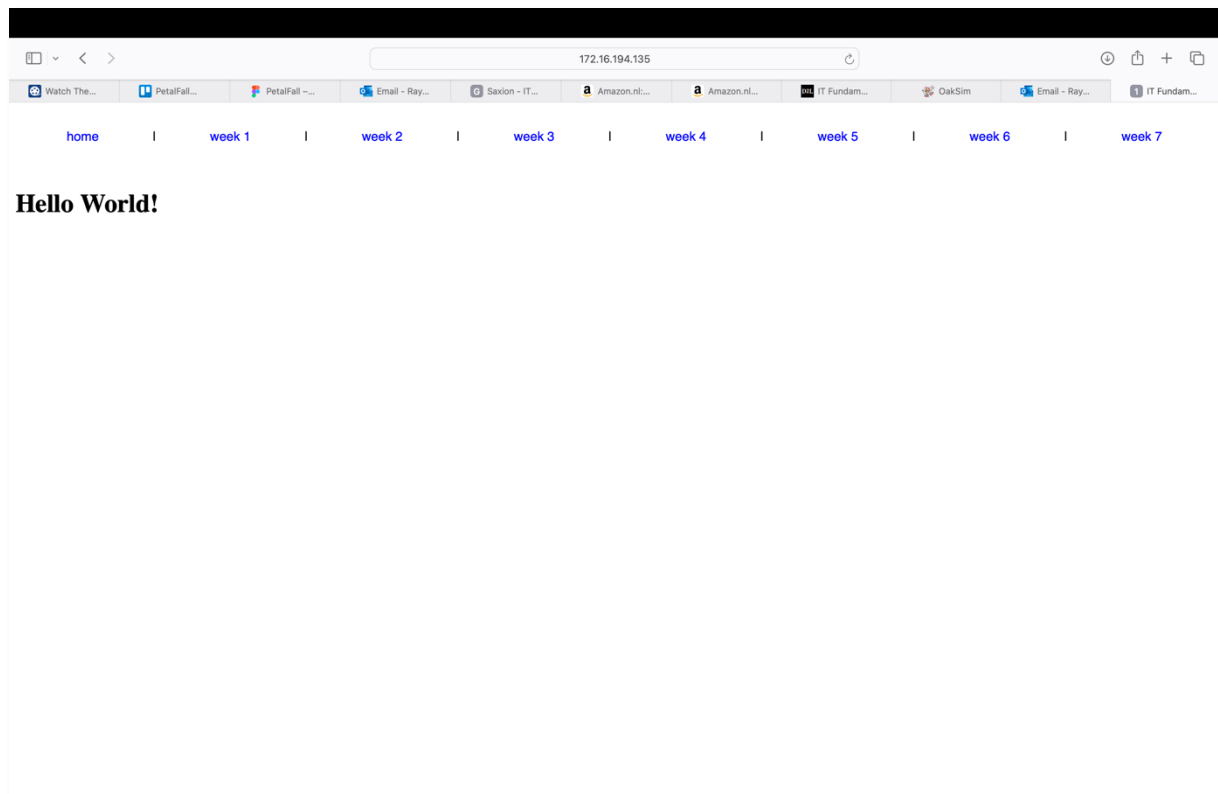 172.16.194.135
Watch The... PetalFall... PetalFall –... Email - Ray... G Saxion - IT... a Amazon.nl:... a Amazon.nl... IT Fundam... OakSim Email - Ray... 1 IT Fundam...
home | week 1 | week 2 | week 3 | week 4 | week 5 | week 6 | week 7
Hello World!